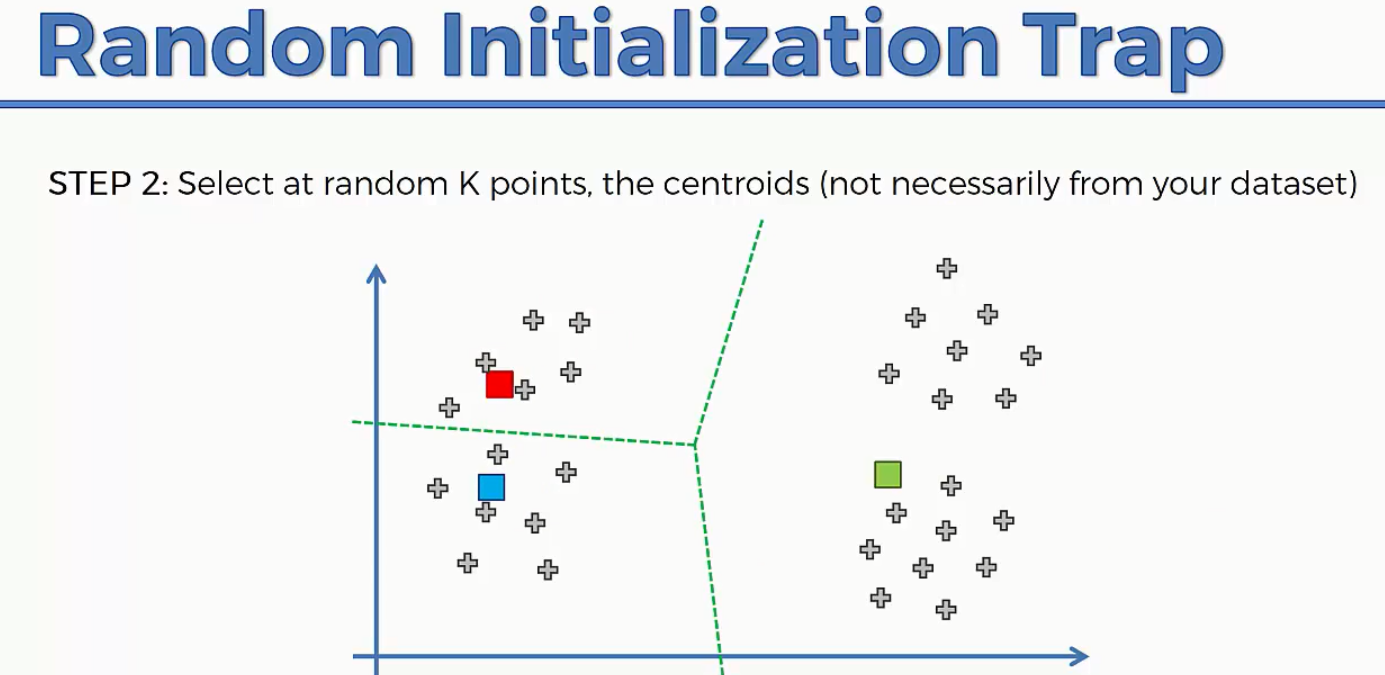 Random Initialization Trap
STEP 2: Select at random K points, the centroids (not necessarily from your dataset)